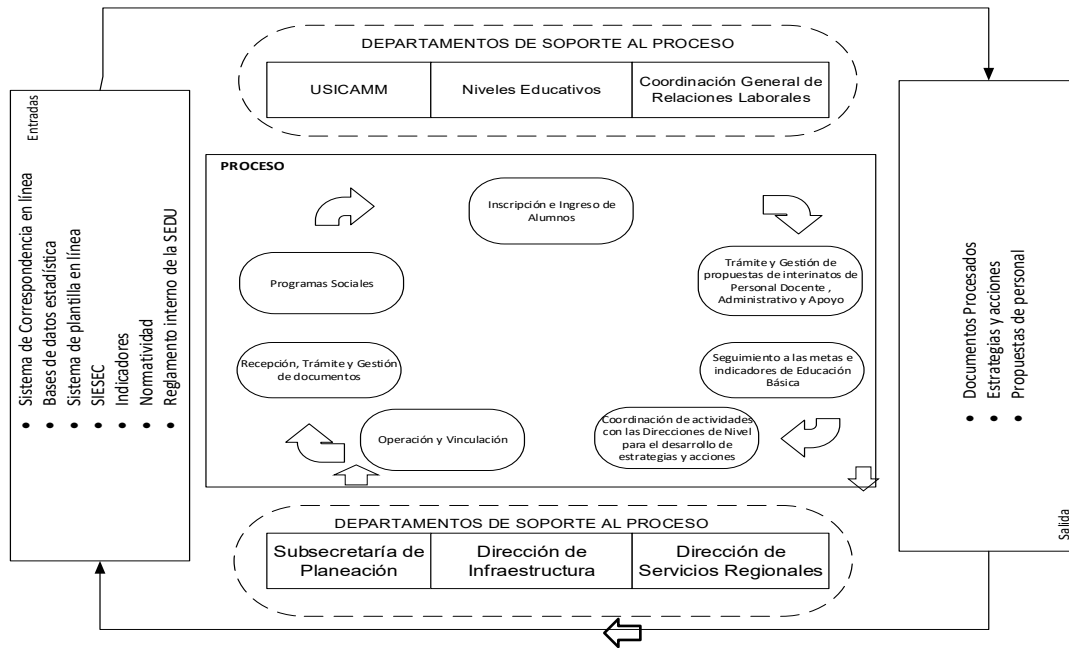 DEPARTAMENTOS DE SOPORTE AL PROCESO
USICAMM
Niveles Educativos
Coordinación General de
Relaciones Laborales
Entradas
• Sistema de Correspondencia en línea
• Bases de datos estadística
• Sistema de plantilla en línea
• SIESEC
• Indicadores
• Normatividad
• Reglamento interno de la SEDU
PROCESO
Inscripción e Ingreso de
Alumnos
Trámite y Gestión de
propuestas de interinatos de
Personal Docente ,
Administrativo y Apoyo
Seguimiento a las metas e
indicadores de Educación
Básica
Coordinación de actividades
con las Direcciones de Nivel
para el desarrollo de
estrategias y acciones
Operación y Vinculación
Recepción, Trámite y Gestión
de documentos
Programas Sociales
• Documentos Procesados
• Estrategias y acciones
• Propuestas de personal
Salida
DEPARTAMENTOS DE SOPORTE AL PROCESO
Subsecretaría de
Planeación
Dirección de
Infraestructura
Dirección de
Servicios Regionales